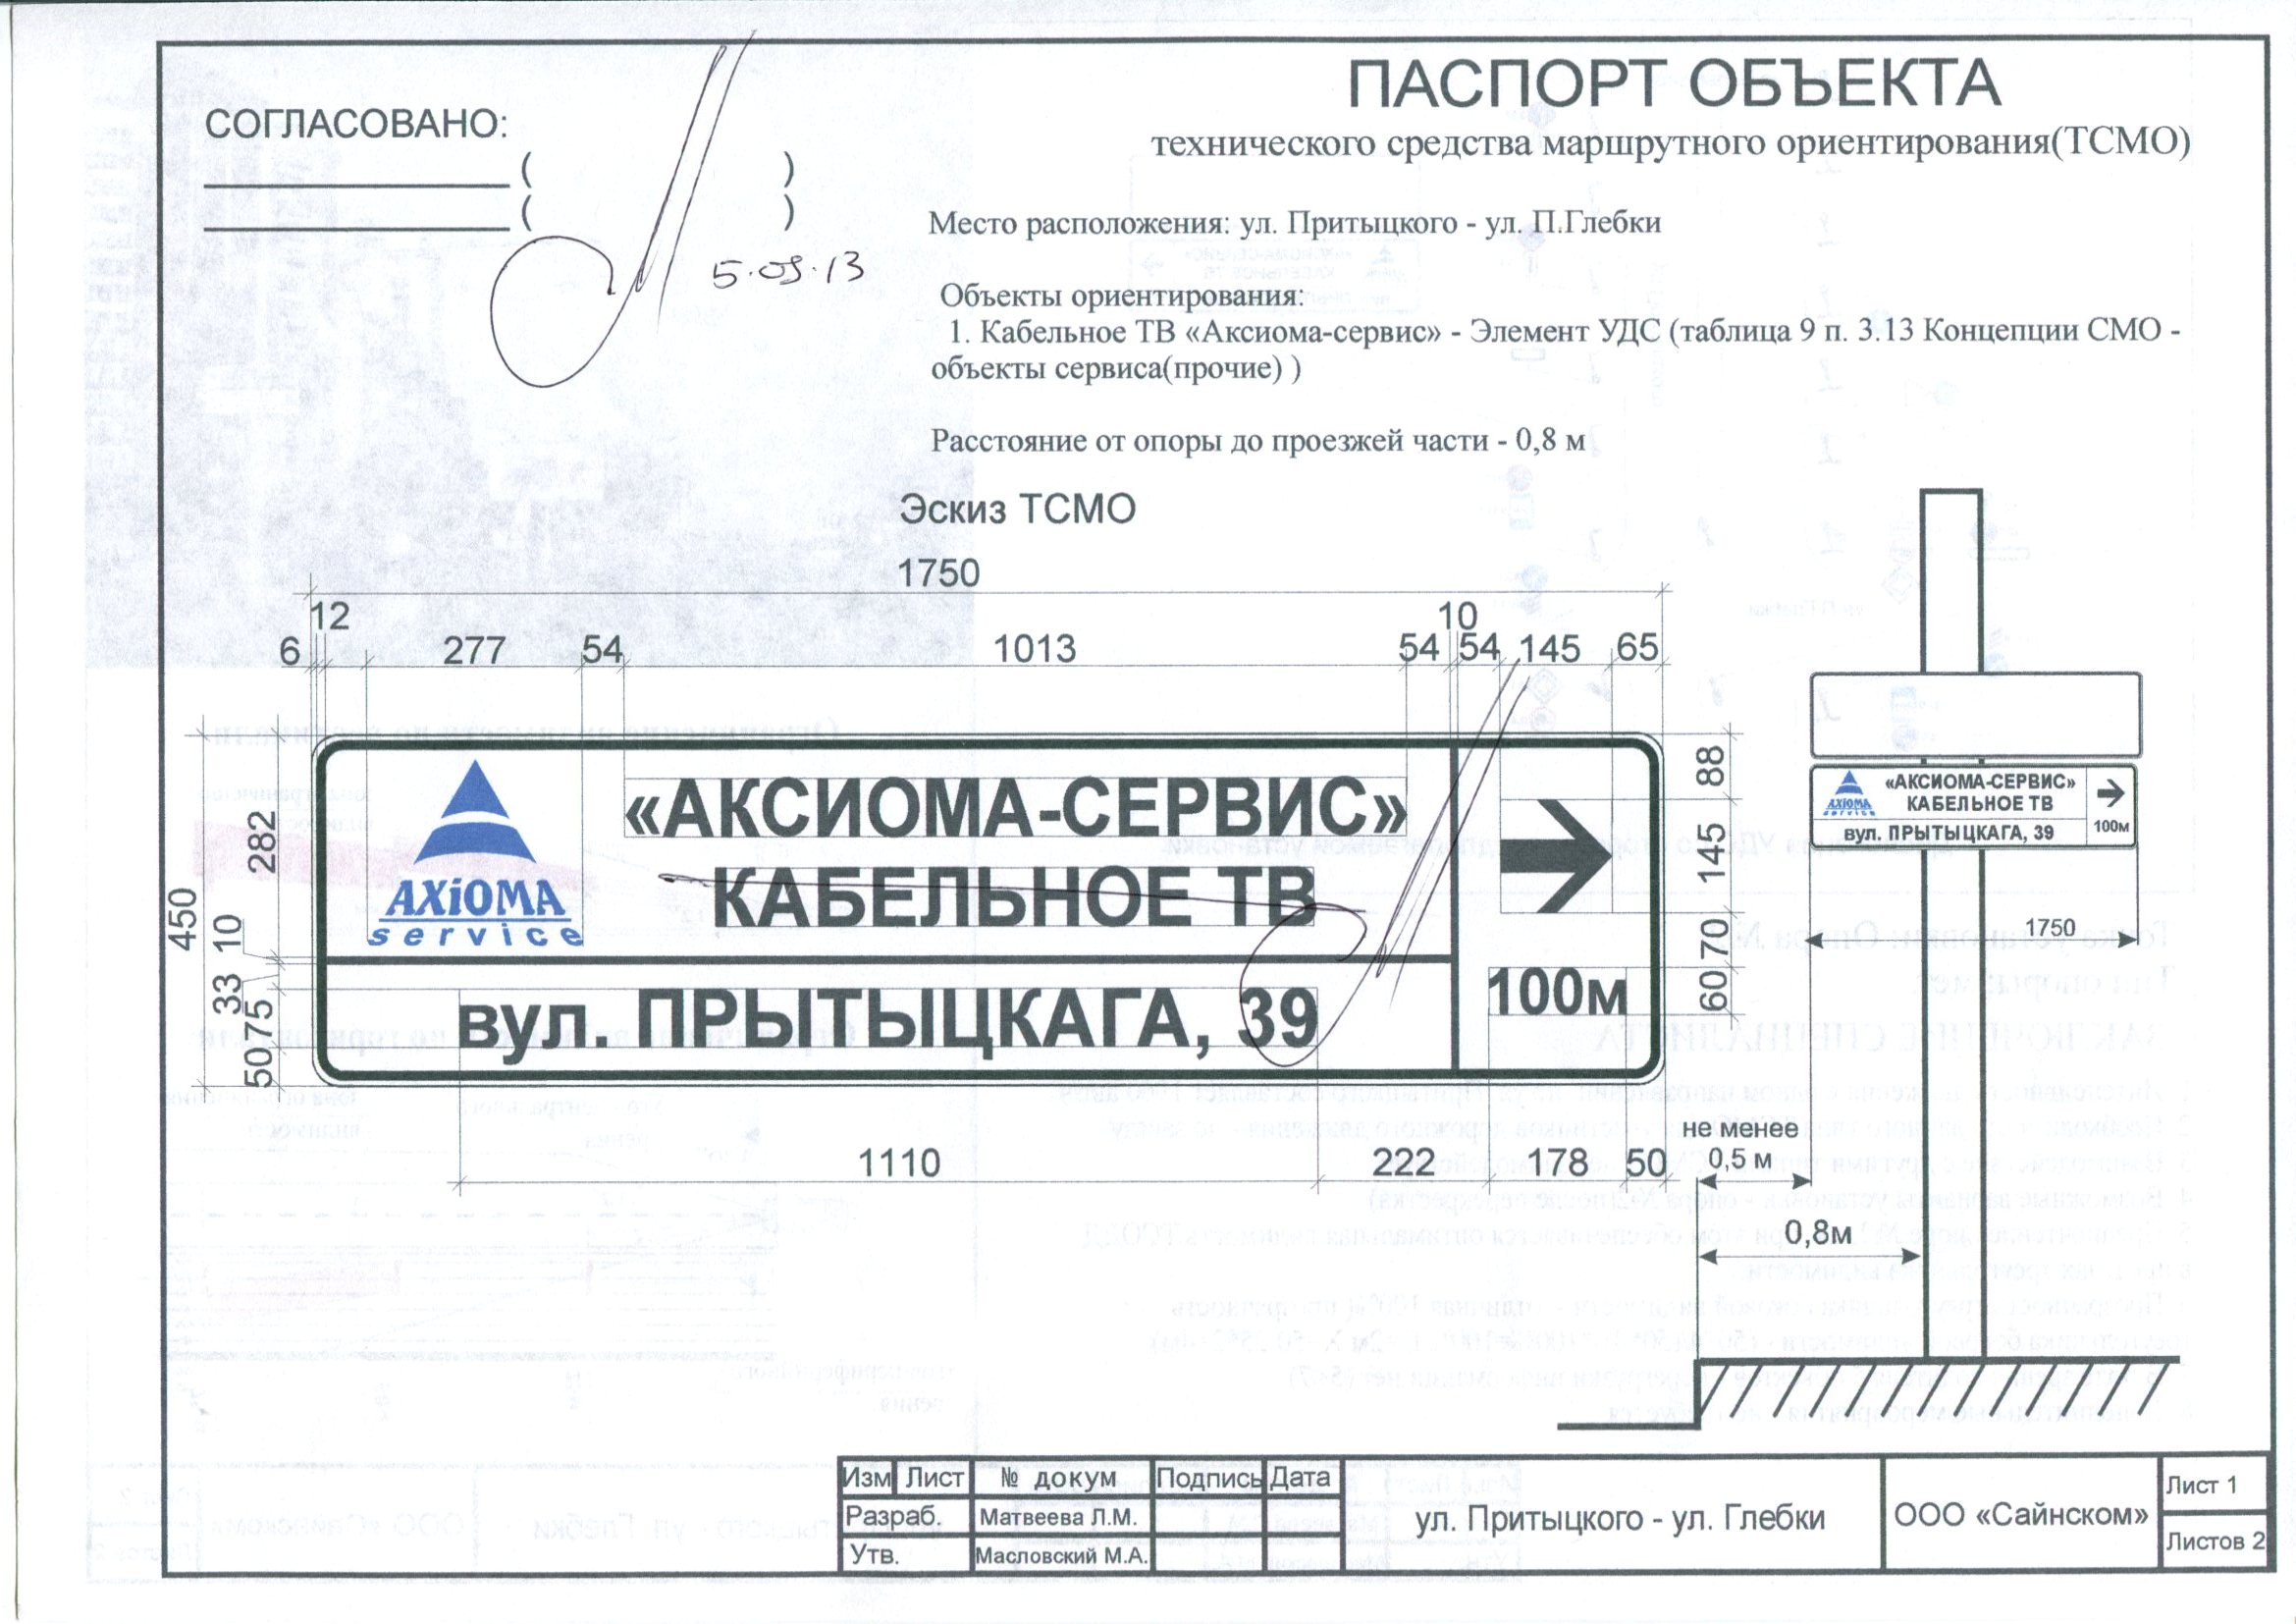 ПАСПОРТ ОБЪЕКТА
технического средства маршрутного ориентирования(ТСМО)
СОГЛАСОВАНО:
( )
( )
5.09.13
Место расположения: ул. Притыцкого - ул. П.Глебки
Объекты ориентирования:
1. Кабельное ТВ «Аксиома-сервис» - Элемент УДС (таблица 9 п. 3.13 Концепции СМО -
объекты сервиса(прочие) )
Расстояние от опоры до проезжей части - 0,8 м
Эскиз ТСМО
1750
12 10
6 277 54 1013 54 54 145 65
450
282 10 33 75 50
AXiOMA
service
«АКСИОМА-СЕРВИС»
КАБЕЛЬНОЕ ТВ
вул. ПРЫТЫЦКАГА, 39
100м
88 145 70 60
1110 222 178 50
AXiOMA
service
«АКСИОМА-СЕРВИС»
КАБЕЛЬНОЕ ТВ
вул. ПРЫТЫЦКАГА, 39
100м
1750
не менее
0,5 м
0,8м
Изм Лист № докум Подпись Дата
Разраб. Матвеева Л.М.
Утв. Масловский М.А.
ул. Притыцкого - ул. Глебки
ООО «Сайнском»
Лист 1
Листов 2